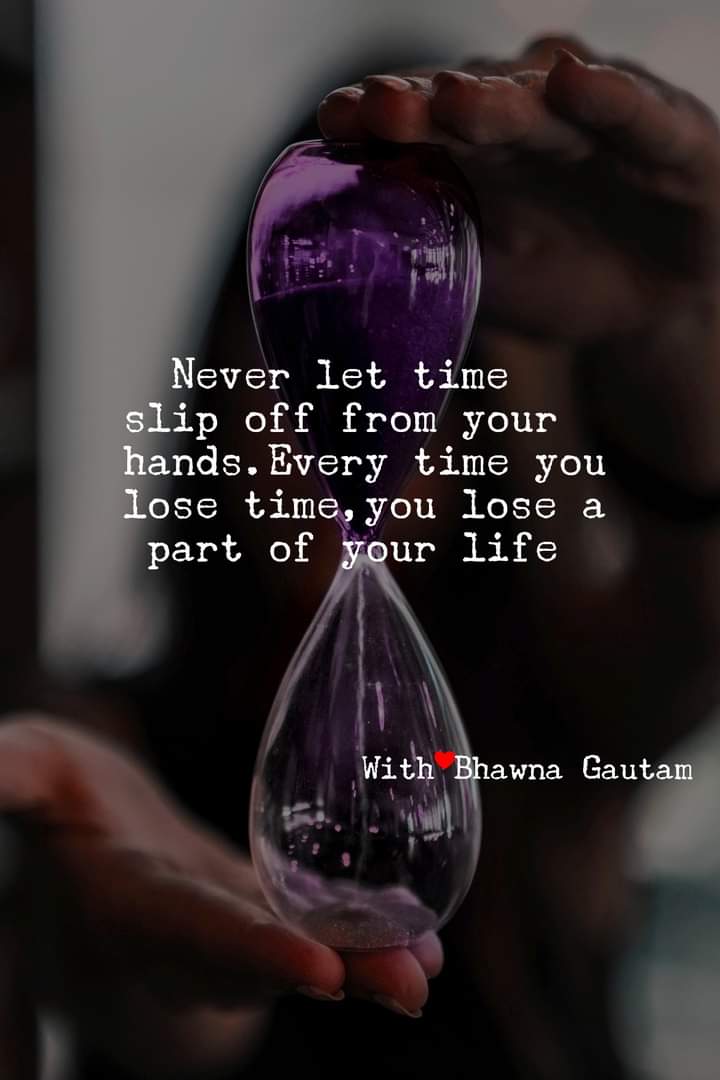 Never let time
slip off from your
hands.Every time you
lose time,you lose a
part of your life
With❤Bhawna Gautam